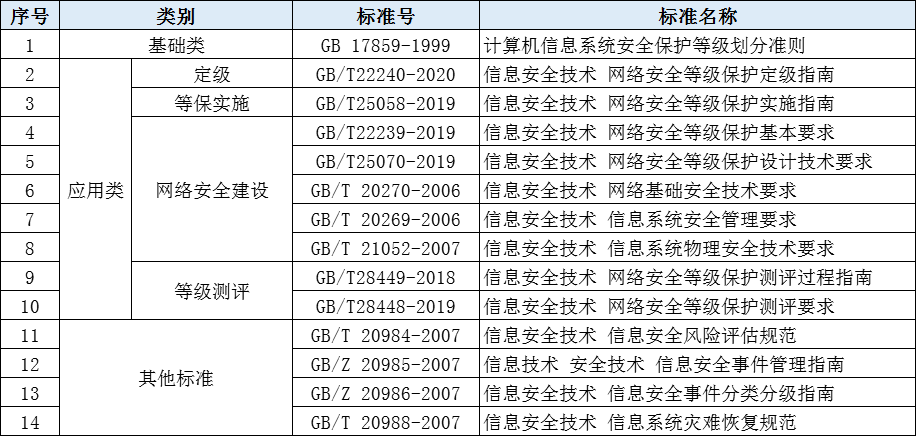 序号 类别 标准号 标准名称
1 基础类 GB 17859-1999 计算机信息系统安全保护等级划分准则
2 应用类 定级 GB/T22240-2020 信息安全技术 网络安全等级保护定级指南
3 等保实施 GB/T25058-2019 信息安全技术 网络安全等级保护实施指南
4 网络安全建设 GB/T22239-2019 信息安全技术 网络安全等级保护基本要求
5 GB/T25070-2019 信息安全技术 网络安全等级保护设计技术要求
6 GB/T 20270-2006 信息安全技术 网络基础安全技术要求
7 GB/T 20269-2006 信息安全技术 信息系统安全管理要求
8 GB/T 21052-2007 信息安全技术 信息系统物理安全技术要求
9 等级测评 GB/T28449-2018 信息安全技术 网络安全等级保护测评过程指南
10 GB/T28448-2019 信息安全技术 网络安全等级保护测评要求
11 其他标准 GB/T 20984-2007 信息安全技术 信息安全风险评估规范
12 GB/Z 20985-2007 信息技术 安全技术 信息安全事件管理指南
13 GB/Z 20986-2007 信息安全技术 信息安全事件分类分级指南
14 GB/T 20988-2007 信息安全技术 信息系统灾难恢复规范